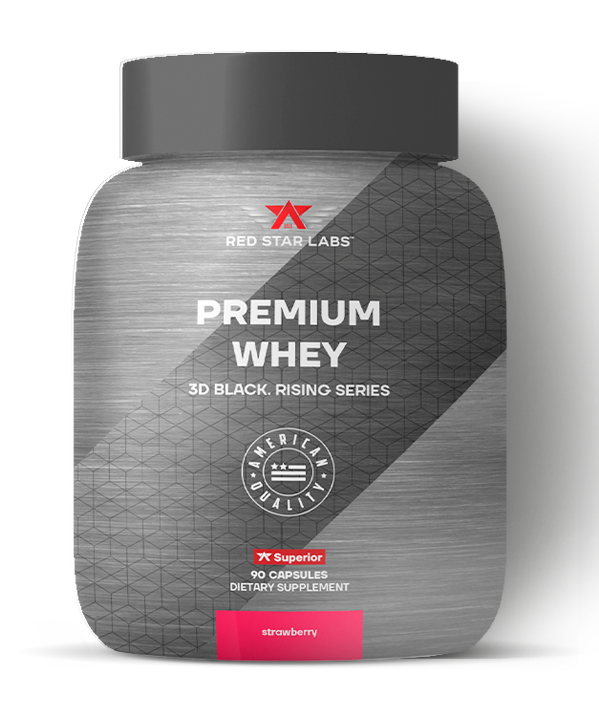 RED STAR LABS™
PREMIUM
WHEY
3D BLACK. RISING SERIES
AMERICAN
QUALITY
Superior
90 CAPSULES
DIETARY SUPPLEMENT
strawberry